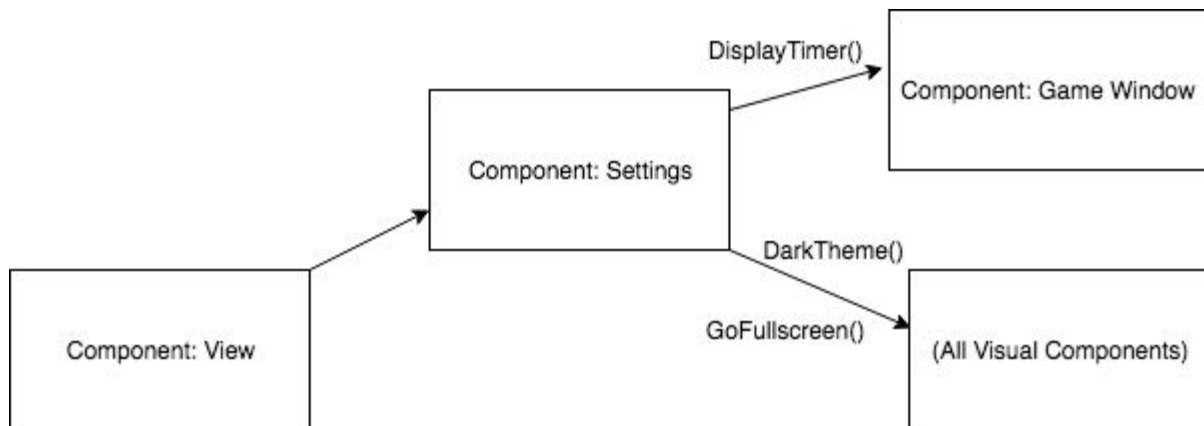 DisplayTimer()
Component: Game Window
Component: Settings
DarkTheme()
GoFullscreen()
Component: View
(All Visual Components)